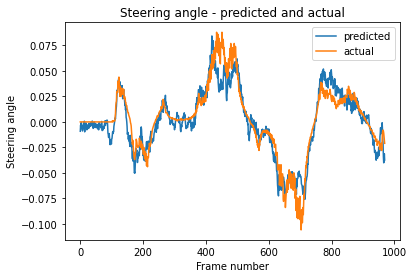 Steering angle - predicted and actual
predicted
actual
Steering angle
0.075
0.050
0.025
0.000
−0.025
−0.050
−0.075
−0.100
0
200
400
600
800
1000
Frame number